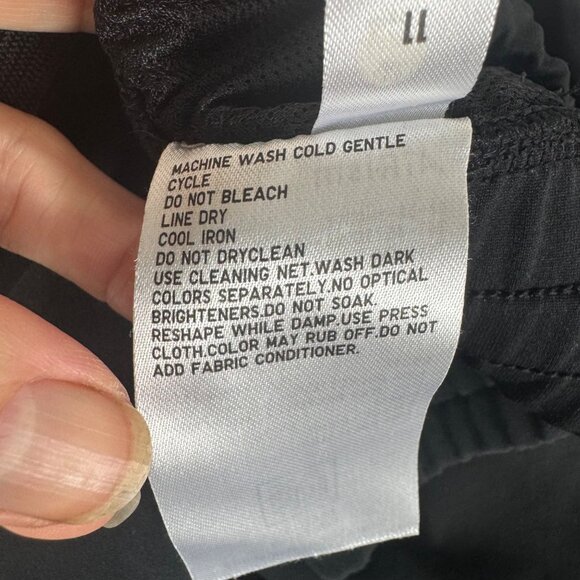 11
MACHINE WASH COLD GENTLE
CYCLE
DO NOT BLEACH
LINE DRY
COOL IRON
DO NOT DRYCLEAN
USE CLEANING NET.WASH DARK
COLORS SEPARATELY.NO OPTICAL
BRIGHTENERS.DO NOT SOAK.
RESHAPE WHILE DAMP.USE PRESS
CLOTH.COLOR MAY RUB OFF.DO NOT
ADD FABRIC CONDITIONER.